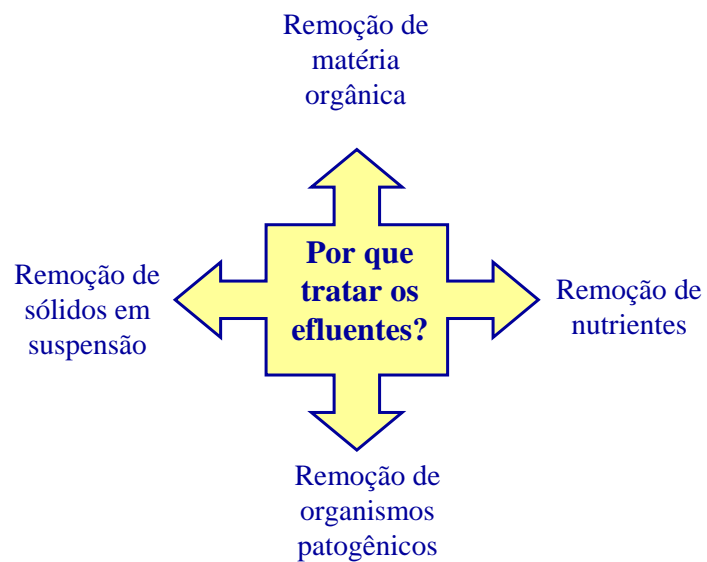 Remoção de
matéria
orgânica
Por que
tratar os
efluentes?
Remoção de
sólidos em
suspensão
Remoção de
nutrientes
Remoção de
organismos
patogênicos